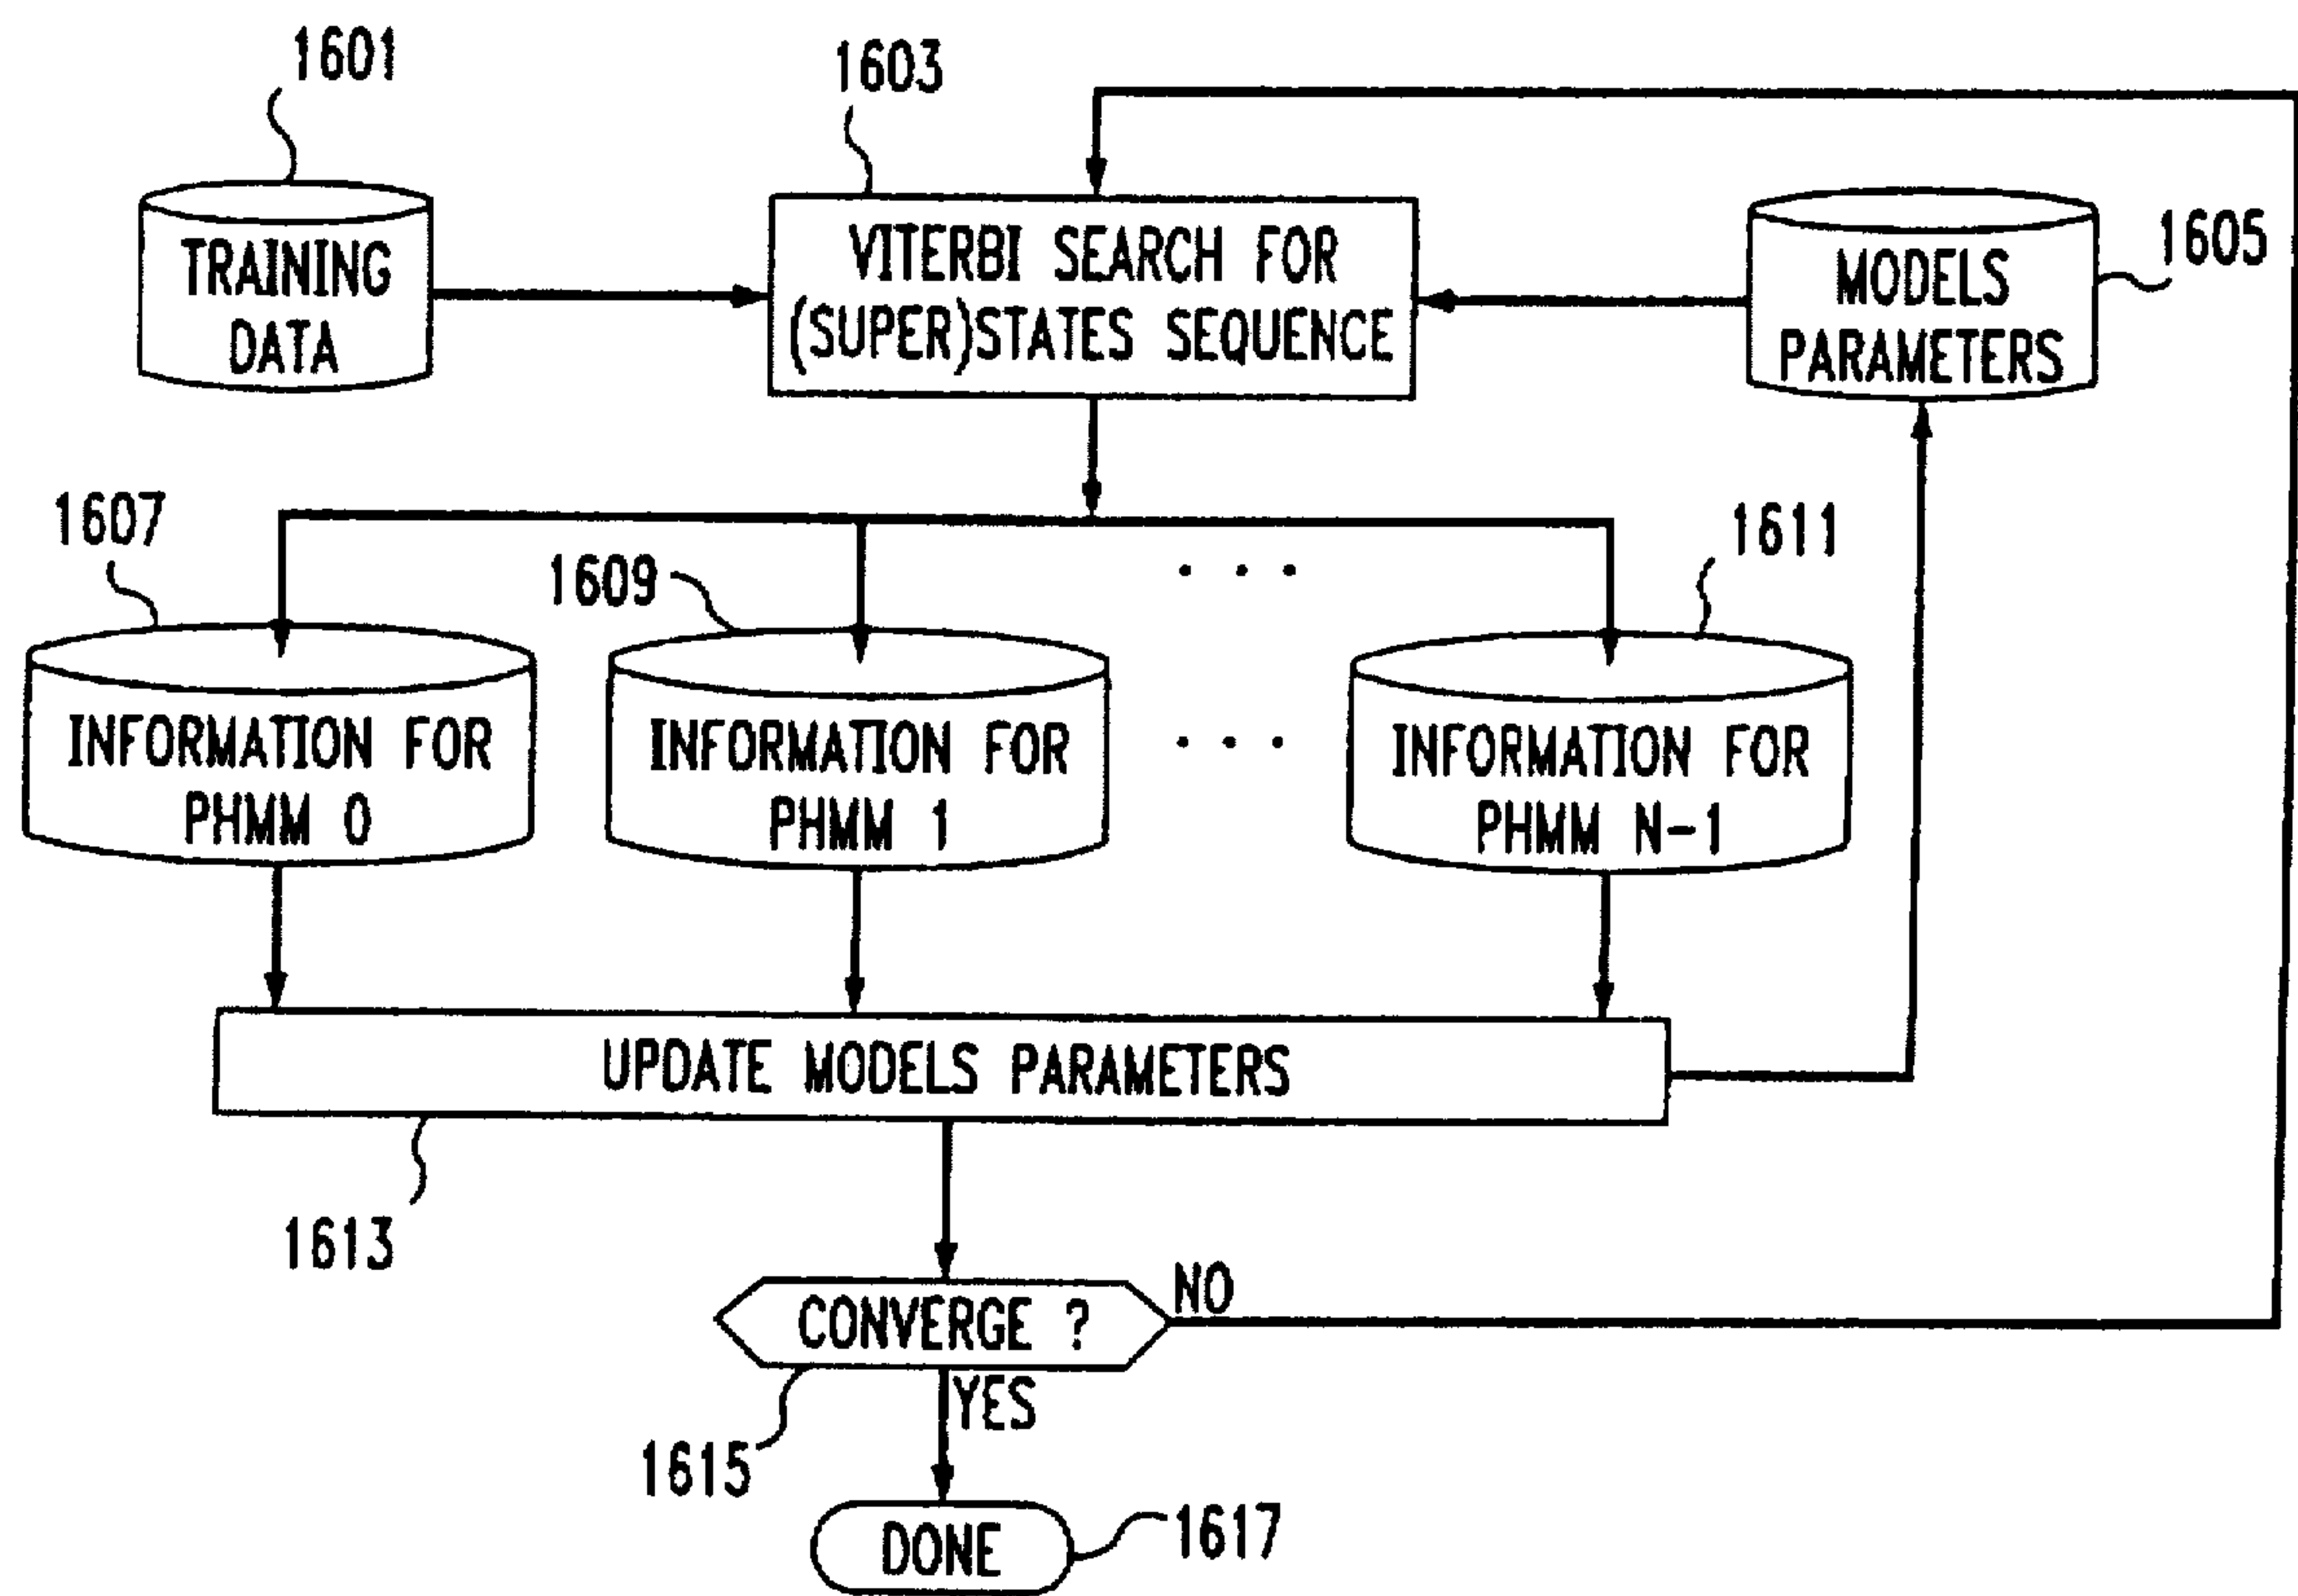 1601
1603
TRAINING
DATA
VITERBI SEARCH FOR
(SUPER)STATES SEQUENCE
MODELS
PARAMETERS
1605
1607
1609
. . .
1611
INFORMATION FOR
PHMM 0
INFORMATION FOR
PHMM 1
. . .
INFORMATION FOR
PHMM N-1
UPDATE MODELS PARAMETERS
1613
CONVERGE ?
NO
YES
1615
DONE
1617